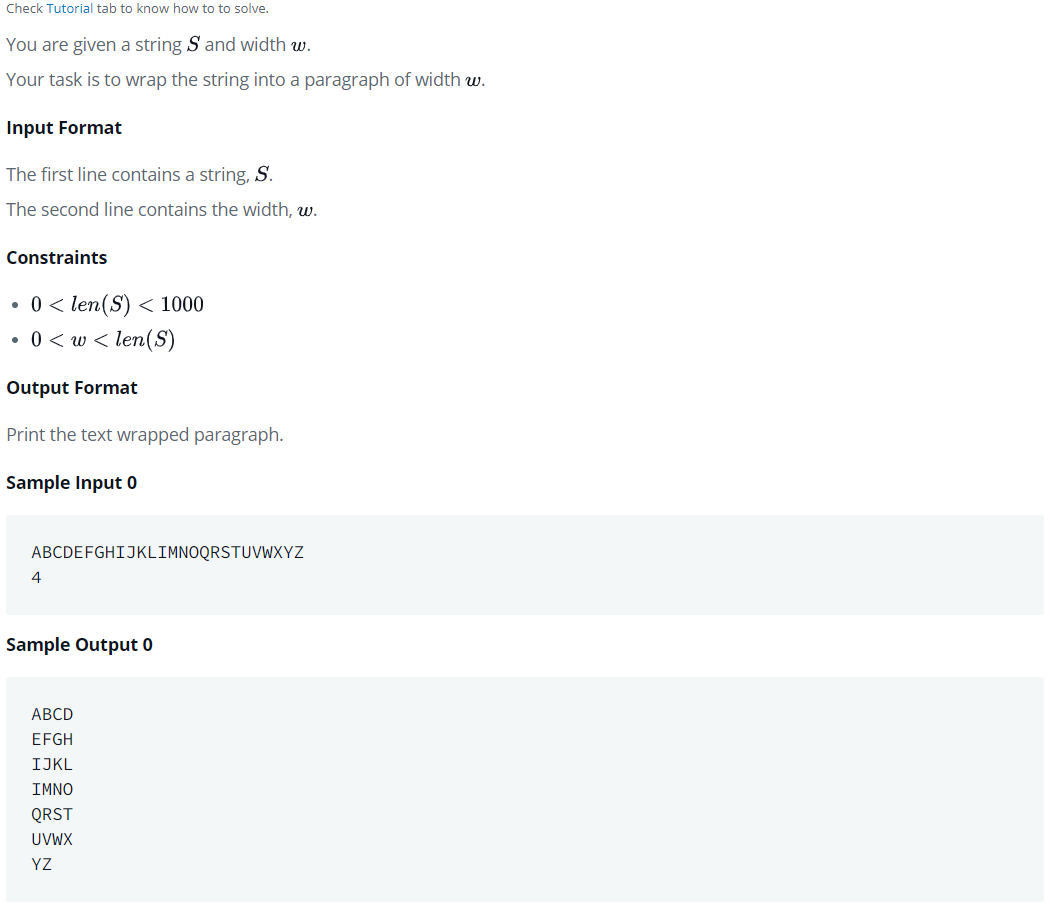 Check Tutorial tab to know how to to solve.
You are given a string S and width w.
Your task is to wrap the string into a paragraph of width w.
Input Format
The first line contains a string, S.
The second line contains the width, w.
Constraints
• 0 < len(S) < 1000
• 0 < w < len(S)
Output Format
Print the text wrapped paragraph.
Sample Input 0
ABCDEFGHIJKLIMNOQRSTUVWXYZ
4
Sample Output 0
ABCD
EFGH
IJKL
IMNO
QRST
UVWX
YZ